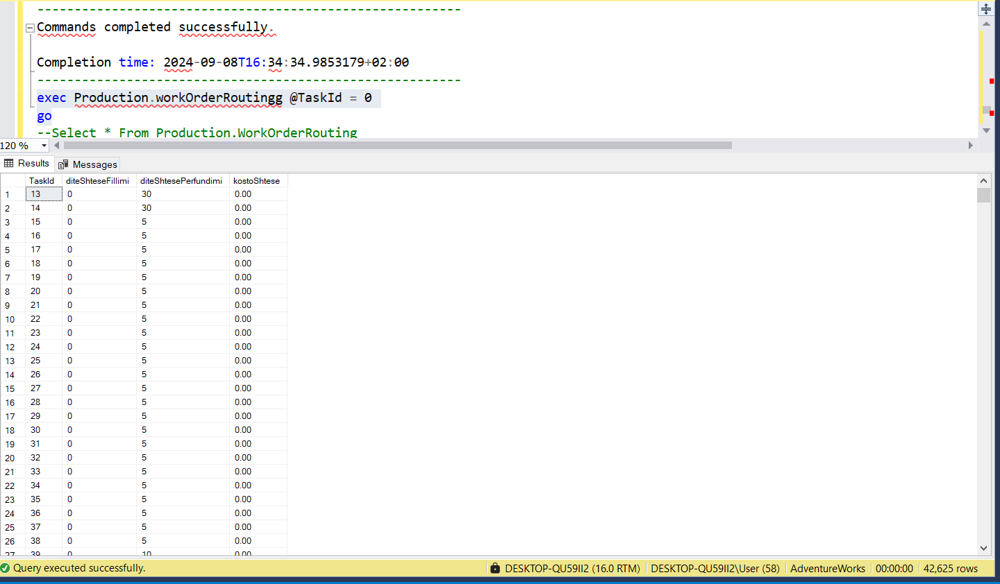 ---------------------------------------------------------
Commands completed successfully.
Completion time: 2024-09-08T16:34:34.9853179+02:00
---------------------------------------------------------
exec Production.workOrderRoutingg @TaskId = 0
go
--Select * From Production.WorkOrderRouting
120 %
Results Messages
TaskId diteShteseFillimi diteShtesePerfundimi kostoShtese
1 13 0 30 0.00
2 14 0 30 0.00
3 15 0 5 0.00
4 16 0 5 0.00
5 17 0 5 0.00
6 18 0 5 0.00
7 19 0 5 0.00
8 20 0 5 0.00
9 21 0 5 0.00
10 22 0 5 0.00
11 23 0 5 0.00
12 24 0 5 0.00
13 25 0 5 0.00
14 26 0 5 0.00
15 27 0 5 0.00
16 28 0 5 0.00
17 29 0 5 0.00
18 30 0 5 0.00
19 31 0 5 0.00
20 32 0 5 0.00
21 33 0 5 0.00
22 34 0 5 0.00
23 35 0 5 0.00
24 36 0 5 0.00
25 37 0 5 0.00
26 38 0 5 0.00
27 39 0 10 0.00
Query executed successfully. DESKTOP-QU59II2 (16.0 RTM) DESKTOP-QU59II2\User (58) AdventureWorks 00:00:00 42,625 rows